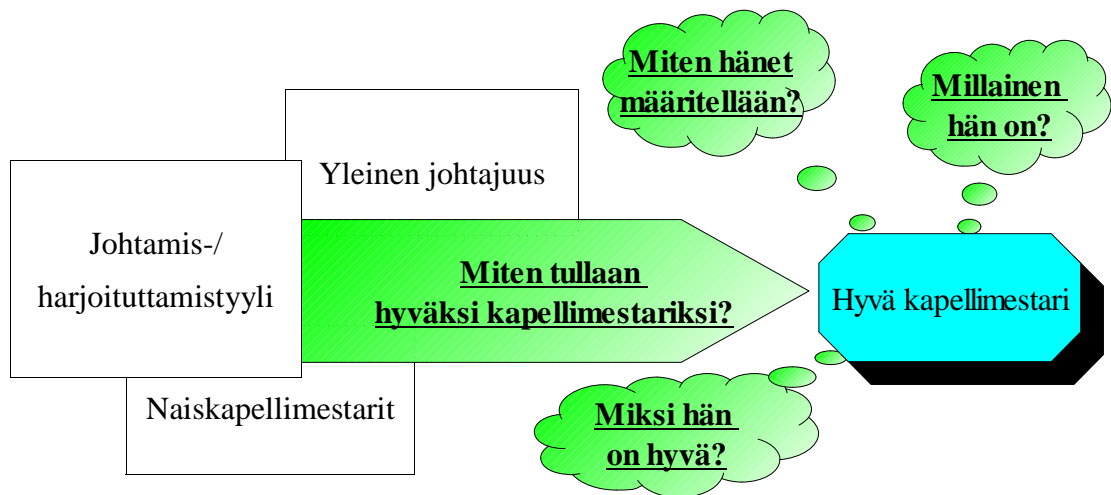 Miten hänet
määritellään?
Millainen
hän on?
Yleinen johtajuus
Johtamis-/
harjoituttamistyyli
Miten tullaan
hyväksi kapellimestariksi?
Hyvä kapellimestari
Naiskapellimestarit
Miksi hän
on hyvä?